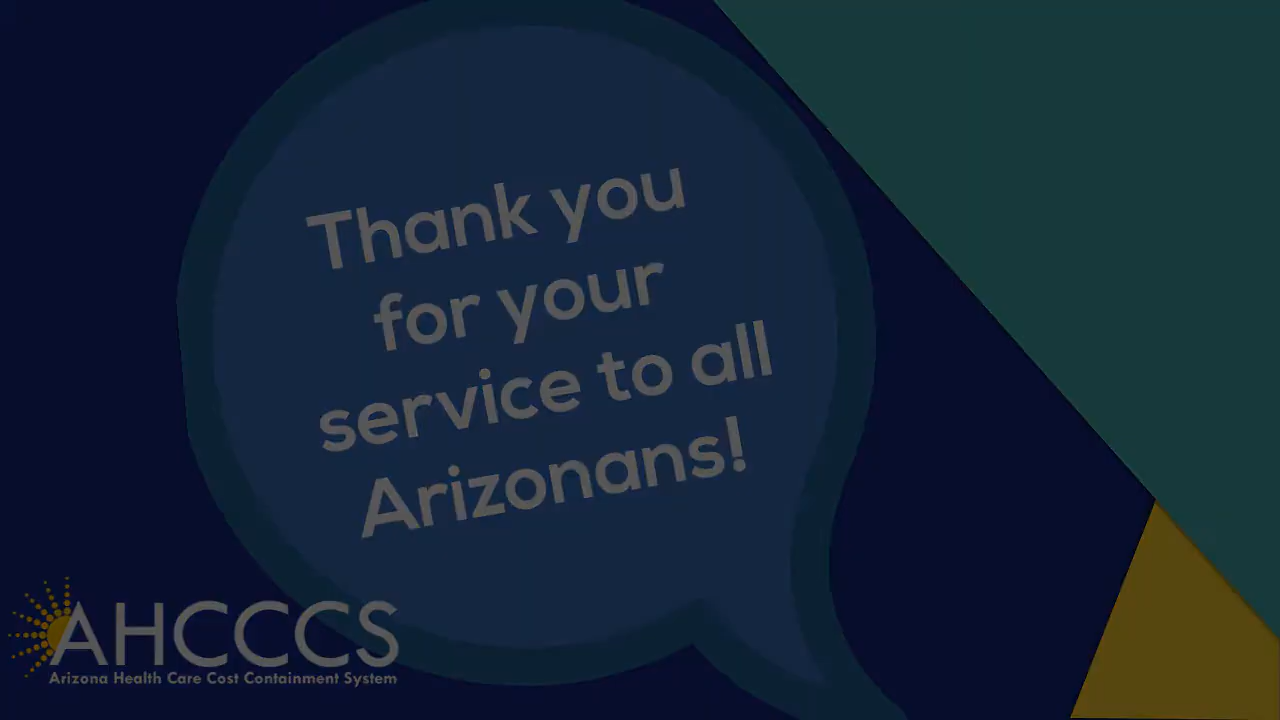 Thank you
for your
service to all
Arizonans!
AHCCCS
Arizona Health Care Cost Containment System